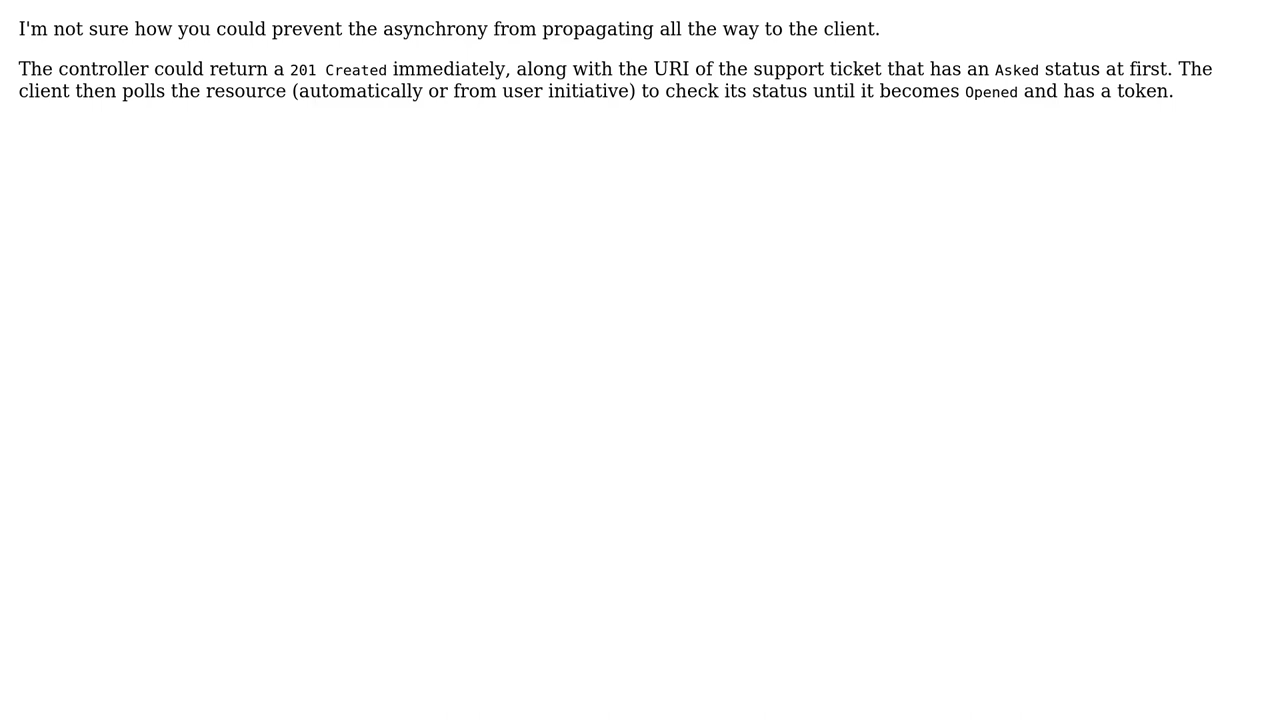 I'm not sure how you could prevent the asynchrony from propagating all the way to the client.
The controller could return a 201 Created immediately, along with the URI of the support ticket that has an Asked status at first. The
client then polls the resource (automatically or from user initiative) to check its status until it becomes Opened and has a token.